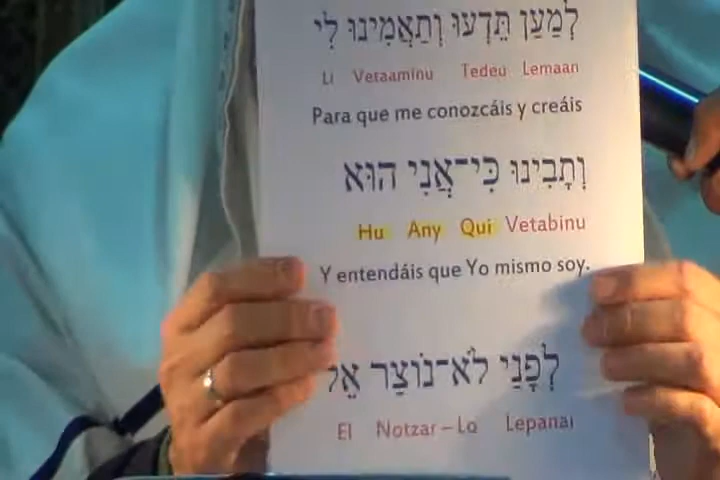 לְמַעַן תֵּדְעוּ וְתַאֲמִינוּ לִי
Li Vetaaminu Tedeu Lemaan
Para que me conozcáis y creáis
וְתָבִינוּ כִּי־אֲנִי הוּא
Hu Any Qui Vetabinu
Y entendáis que Yo mismo soy.
לְפָנַי לֹא־נוֹצַר אֵל
El Notzar – Lo Lepanai